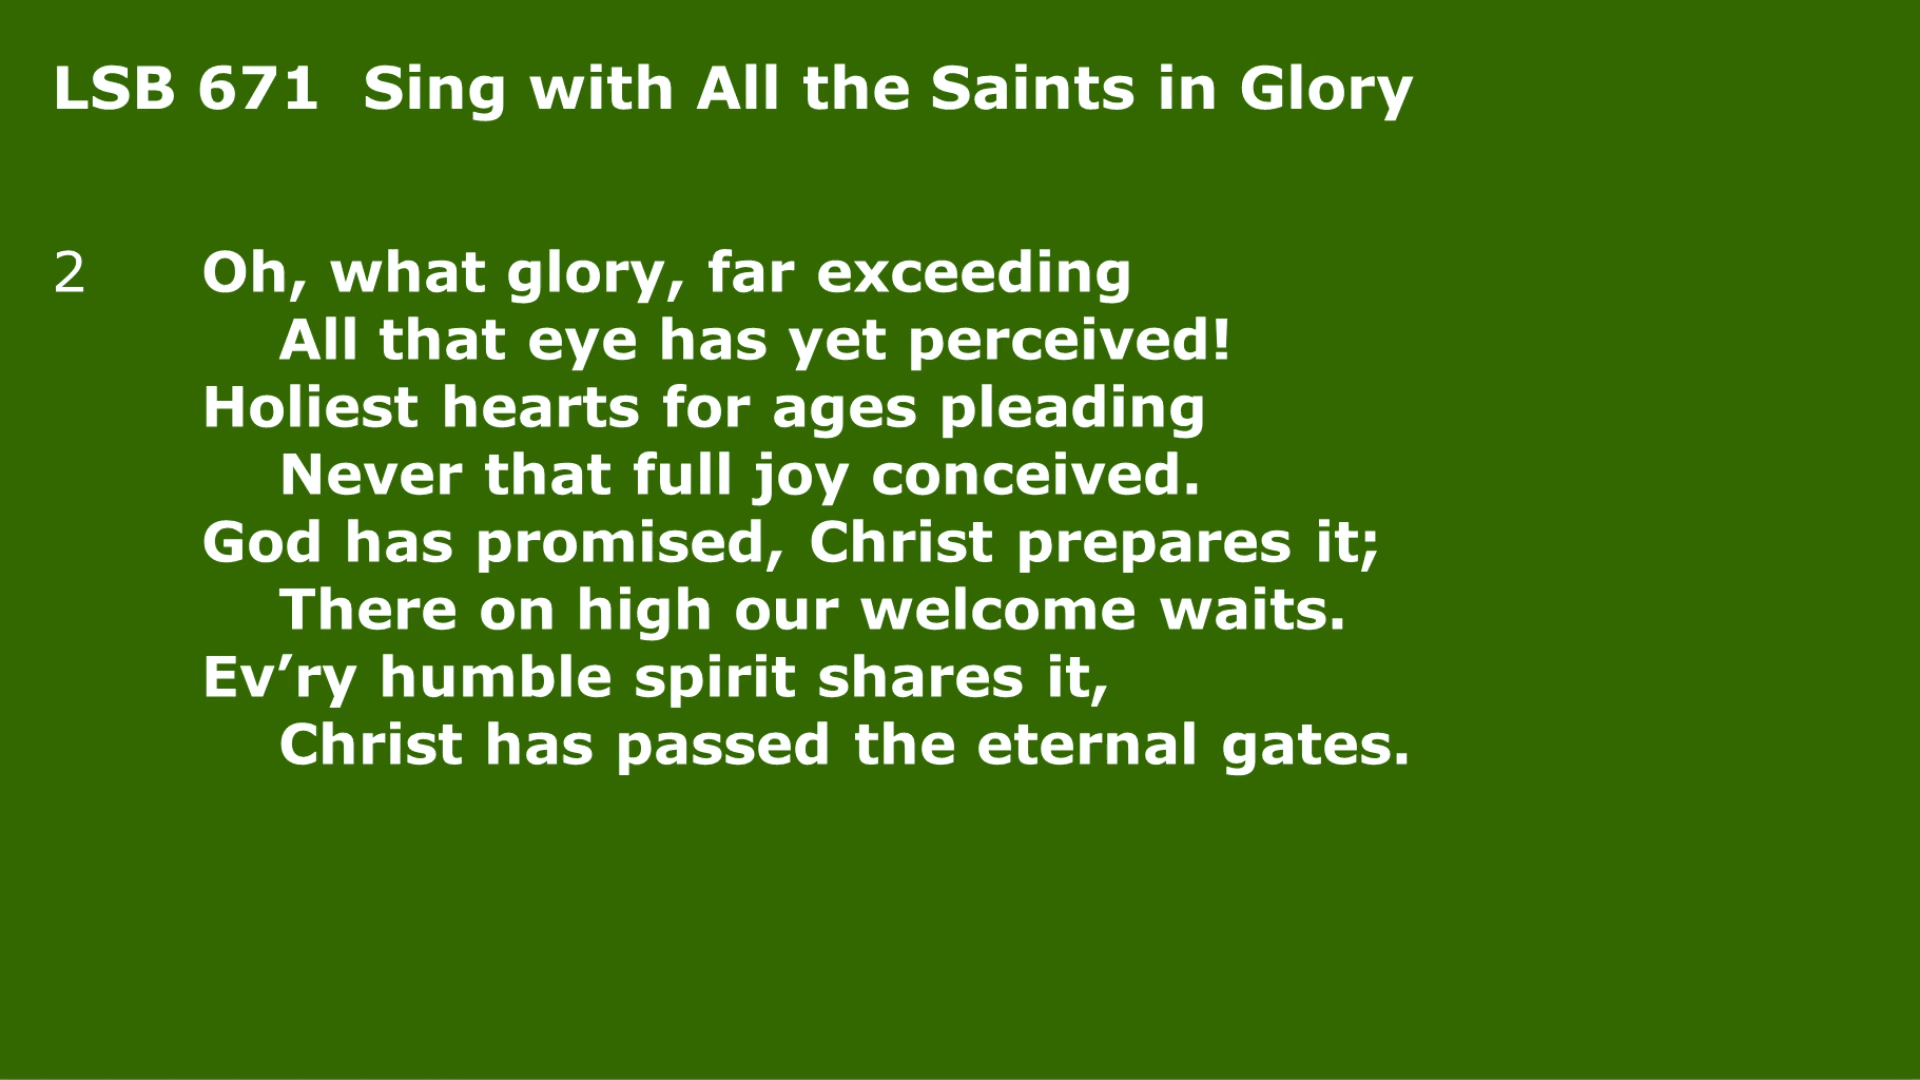 LSB 671  Sing with All the Saints in Glory
2 Oh, what glory, far exceeding
All that eye has yet perceived!
Holiest hearts for ages pleading
Never that full joy conceived.
God has promised, Christ prepares it;
There on high our welcome waits.
Ev’ry humble spirit shares it,
Christ has passed the eternal gates.